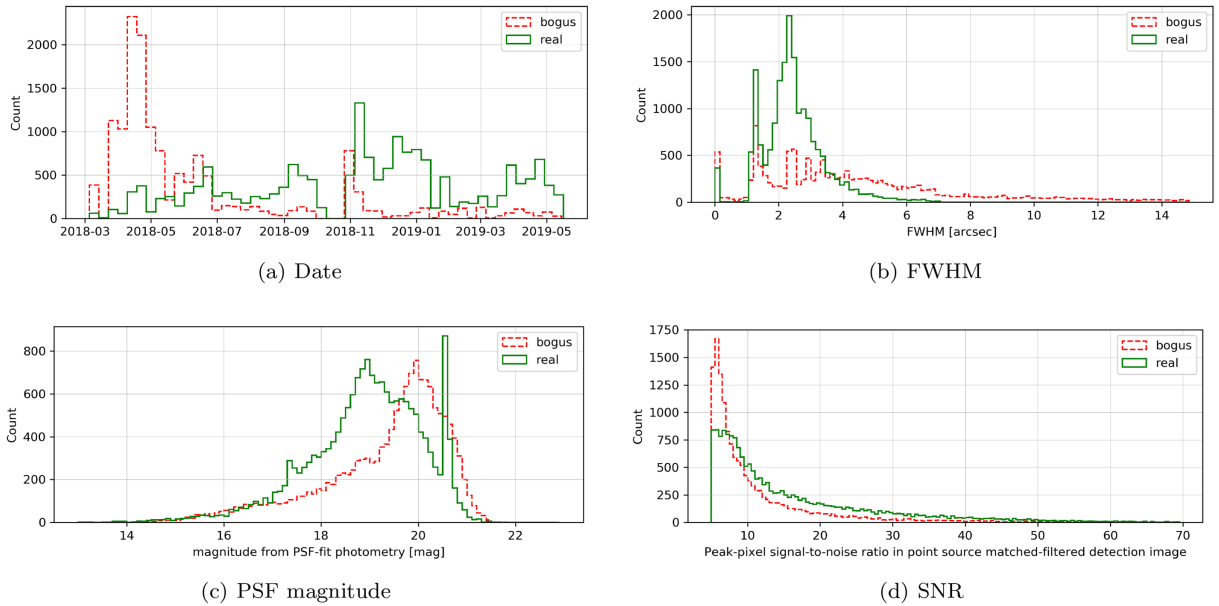 bogus
real
Count
2000
1500
1000
500
0
2018-03 2018-05 2018-07 2018-09 2018-11 2019-01 2019-03 2019-05
(a) Date
bogus
real
Count
2000
1500
1000
500
0
0 2 4 6 8 10 12 14
FWHM [arcsec]
(b) FWHM
bogus
real
Count
800
600
400
200
0
14 16 18 20 22
magnitude from PSF-fit photometry [mag]
(c) PSF magnitude
bogus
real
Count
1750
1500
1250
1000
750
500
250
0
10 20 30 40 50 60 70
Peak-pixel signal-to-noise ratio in point source matched-filtered detection image
(d) SNR